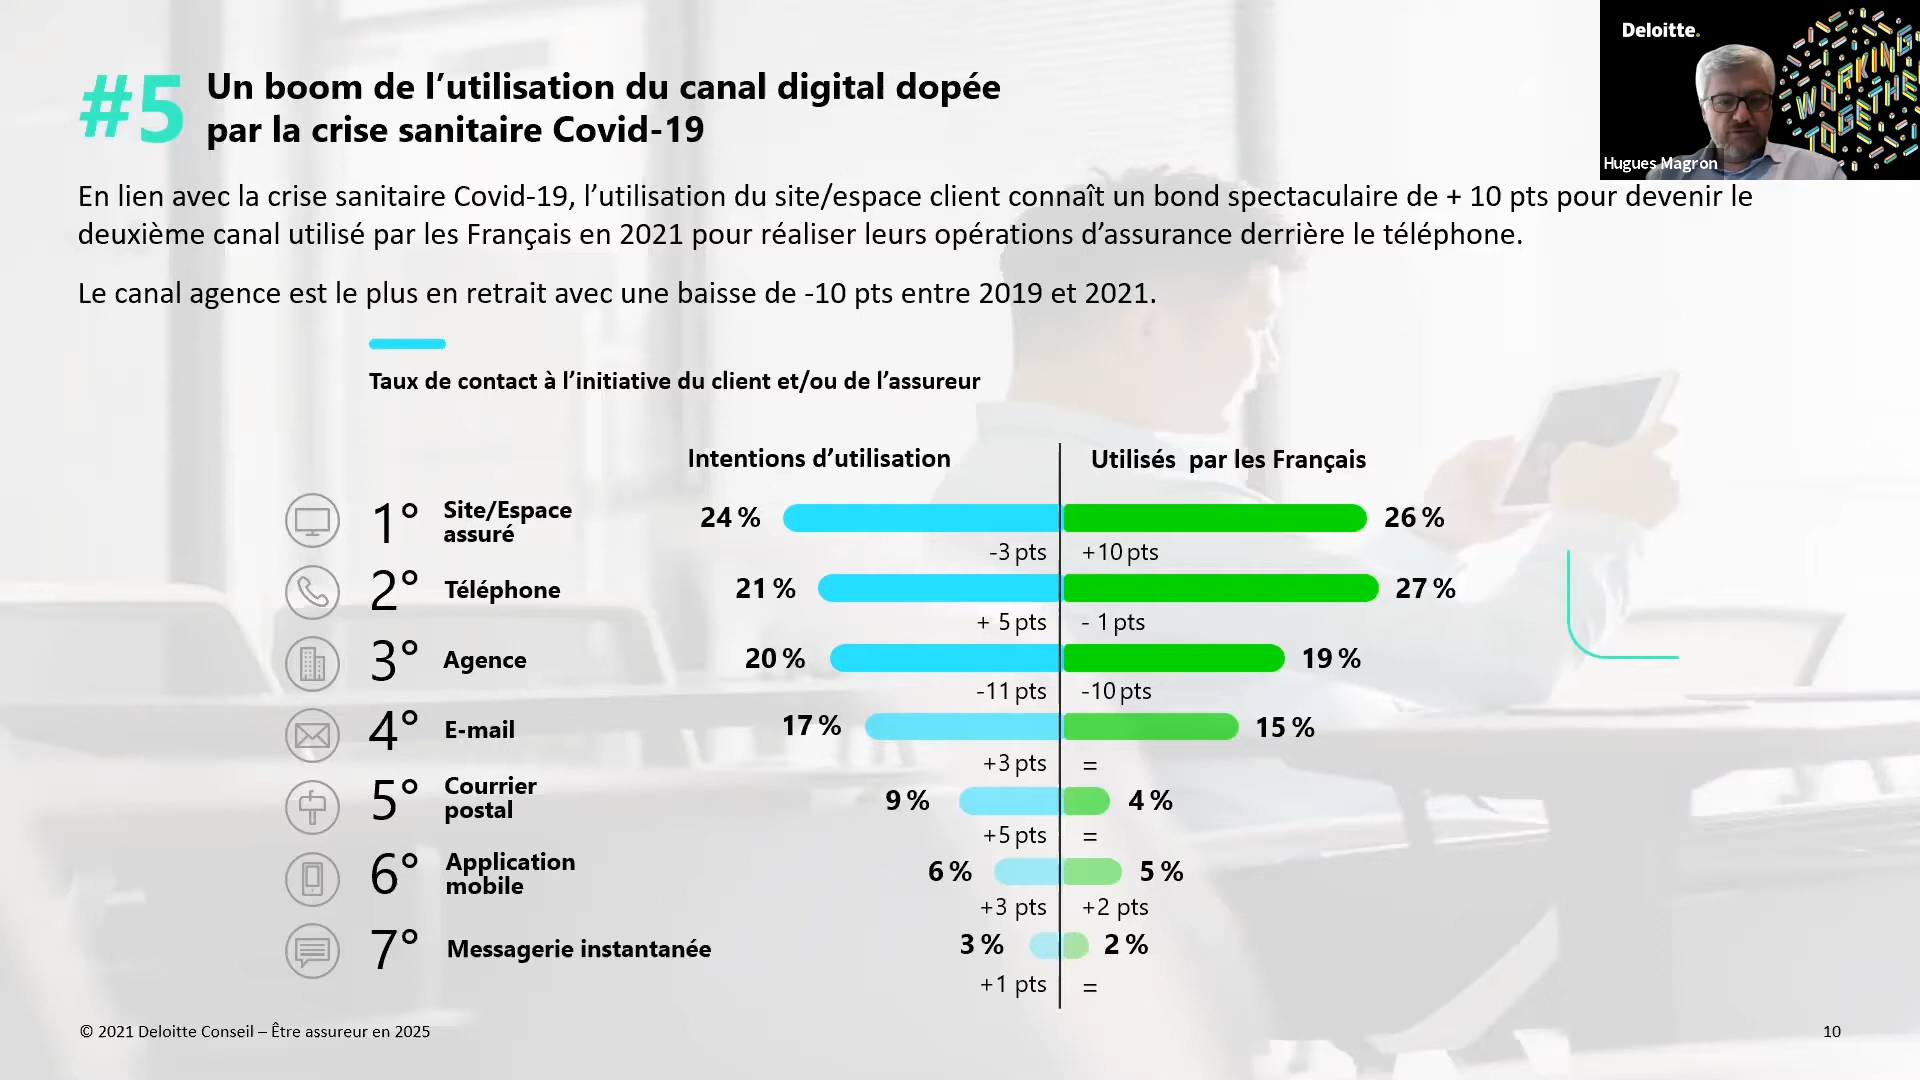 Deloitte.
WORKING
TOGETHE
Hugues Magron
#5
Un boom de l’utilisation du canal digital dopée
par la crise sanitaire Covid-19
En lien avec la crise sanitaire Covid-19, l’utilisation du site/espace client connaît un bond spectaculaire de + 10 pts pour devenir le
deuxième canal utilisé par les Français en 2021 pour réaliser leurs opérations d’assurance derrière le téléphone.
Le canal agence est le plus en retrait avec une baisse de -10 pts entre 2019 et 2021.
Taux de contact à l’initiative du client et/ou de l’assureur
Intentions d’utilisation
Utilisés par les Français
1° Site/Espace
assuré
24 % 26 %
-3 pts +10 pts
2° Téléphone 21 % 27 %
+ 5 pts - 1 pts
3° Agence 20 % 19 %
-11 pts -10 pts
4° E-mail 17 % 15 %
+3 pts =
5° Courrier
postal
9 % 4 %
+5 pts =
6° Application
mobile
6 % 5 %
+3 pts +2 pts
7° Messagerie instantanée 3 % 2 %
+1 pts =
© 2021 Deloitte Conseil – Être assureur en 2025
10